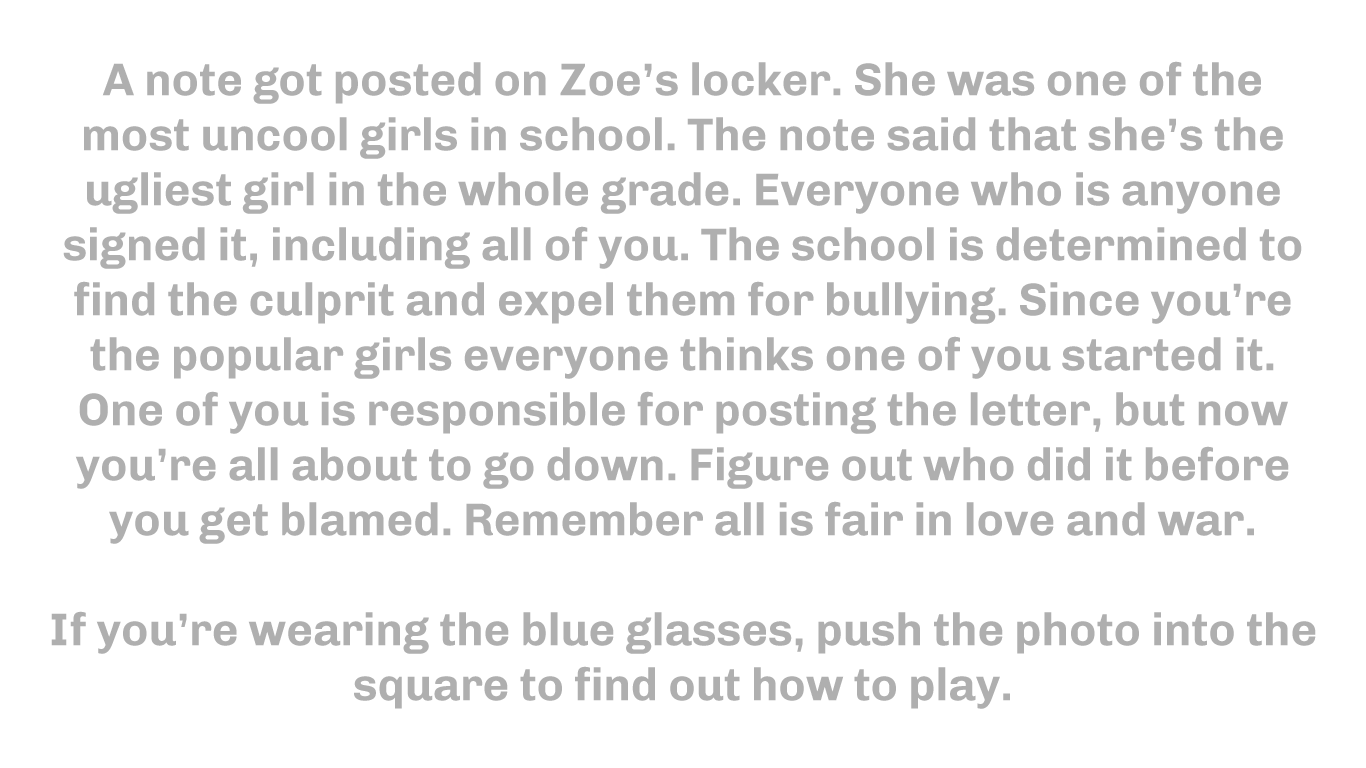 A note got posted on Zoe’s locker. She was one of the
most uncool girls in school. The note said that she’s the
ugliest girl in the whole grade. Everyone who is anyone
signed it, including all of you. The school is determined to
find the culprit and expel them for bullying. Since you’re
the popular girls everyone thinks one of you started it.
One of you is responsible for posting the letter, but now
you’re all about to go down. Figure out who did it before
you get blamed. Remember all is fair in love and war.
If you’re wearing the blue glasses, push the photo into the
square to find out how to play.